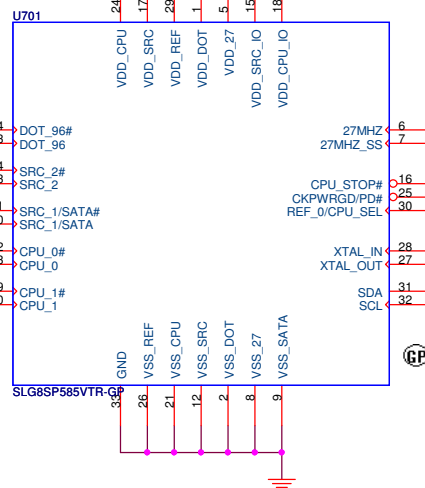 U701
24 17 29 1 5 15 18
VDD_CPU VDD_SRC VDD_REF VDD_DOT VDD_27 VDD_SRC_IO VDD_CPU_IO
DOT_96# 27MHZ 6
DOT_96 27MHZ_SS 7
SRC_2# CPU_STOP# 16
SRC_2 CKPWRGD/PD# 25
SRC_1/SATA# REF_0/CPU_SEL 30
SRC_1/SATA
CPU_0# XTAL_IN 28
CPU_0 XTAL_OUT 27
CPU_1# SDA 31
CPU_1 SCL 32
GND VSS_REF VSS_CPU VSS_SRC VSS_DOT VSS_27 VSS_SATA
GP
SLG8SP585VTR-GP
33 26 21 12 2 8 9